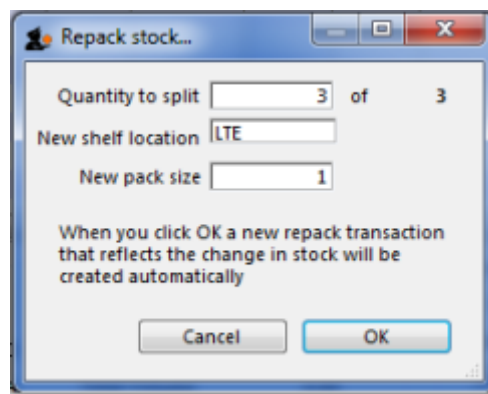 Repack stock...
Quantity to split 3 of 3
New shelf location LTE
New pack size 1
When you click OK a new repack transaction
that reflects the change in stock will be
created automatically
Cancel OK